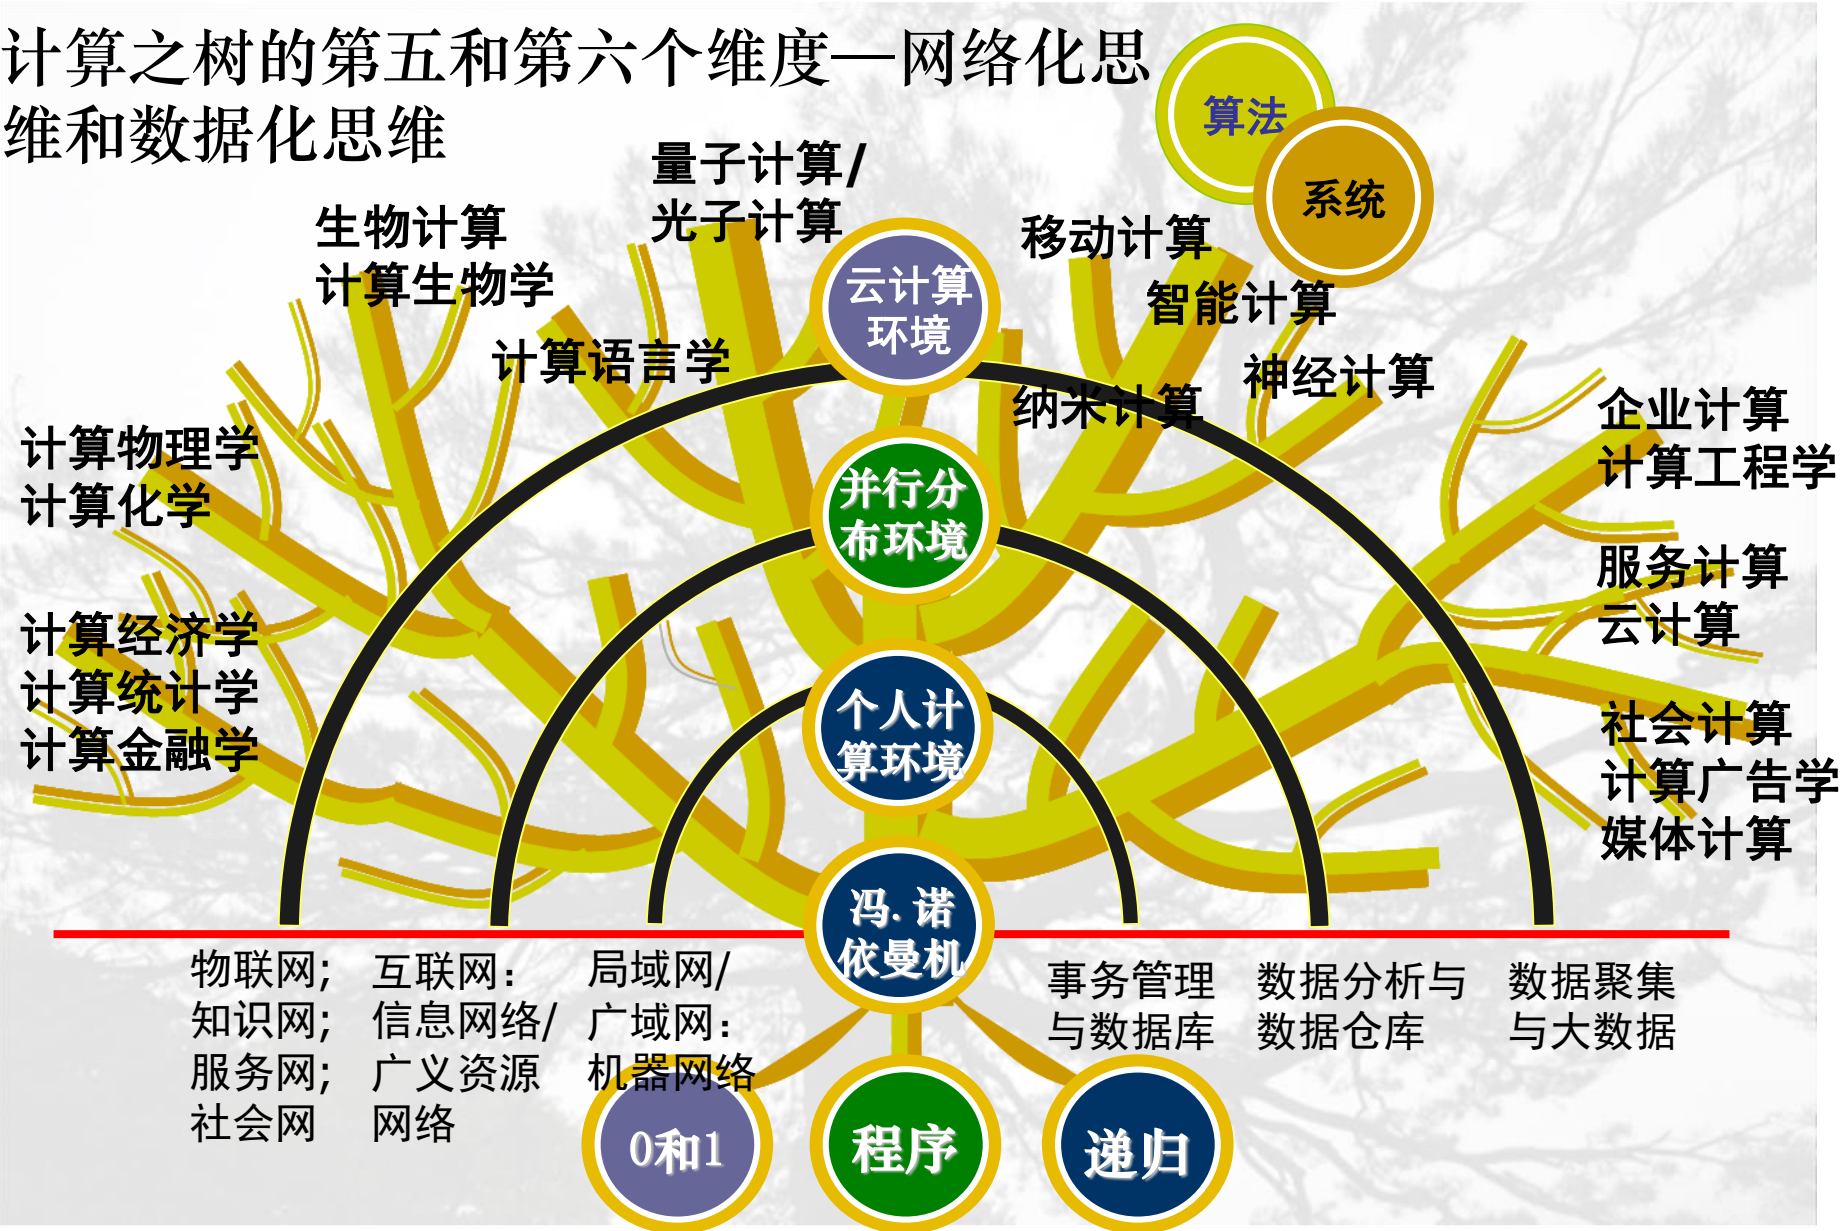 计算之树的第五和第六个维度—网络化思
维和数据化思维
算法
系统
量子计算/
光子计算
生物计算
计算生物学
移动计算
云计算
环境
智能计算
计算语言学
神经计算
纳米计算
企业计算
计算工程学
计算物理学
计算化学
并行分
布环境
服务计算
云计算
计算经济学
计算统计学
计算金融学
个人计
算环境
社会计算
计算广告学
媒体计算
冯.诺
依曼机
物联网;
知识网;
服务网;
社会网
互联网：
信息网络/
广义资源
网络
局域网/
广域网：
机器网络
事务管理
与数据库
数据分析与
数据仓库
数据聚集
与大数据
0和1
程序
递归